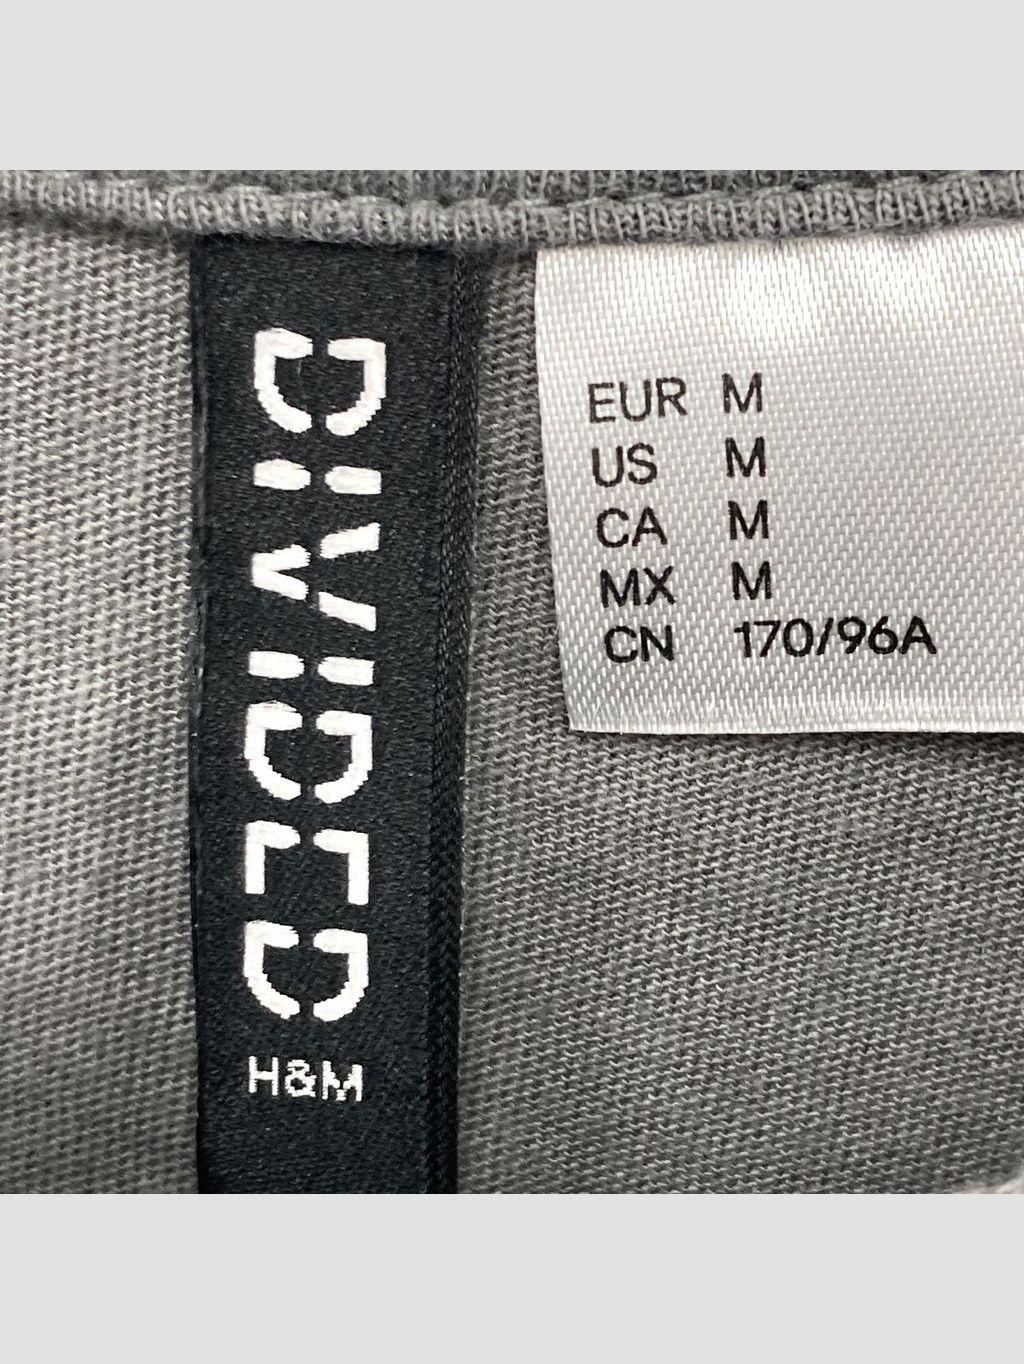 DIVIDED
H&M
EUR M
US M
CA M
MX M
CN 170/96A